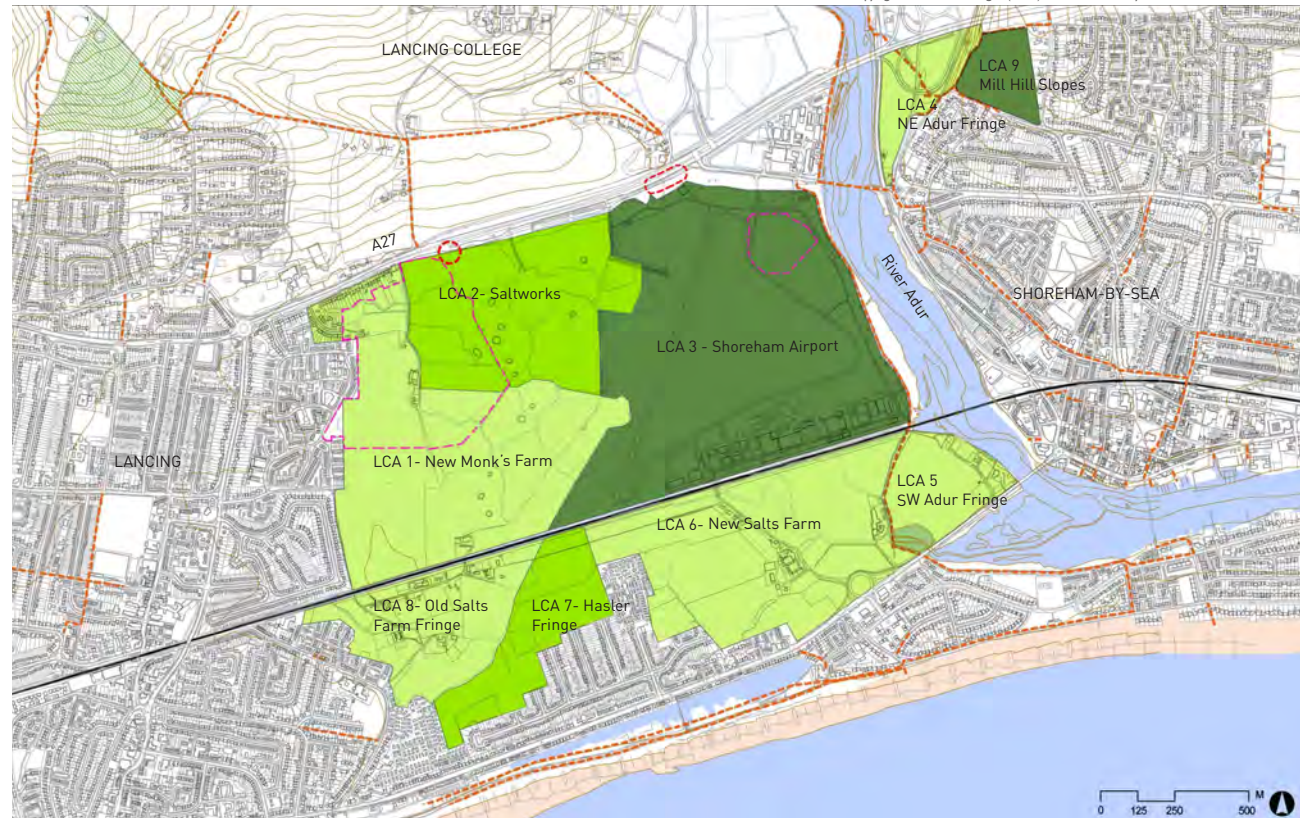 LANCING COLLEGE
LCA 9
Mill Hill Slopes
LCA 4
NE Adur Fringe
A27
River Adur
LCA 2- Saltworks
SHOREHAM-BY-SEA
LCA 3 - Shoreham Airport
LANCING
LCA 1- New Monk's Farm
LCA 5
SW Adur Fringe
LCA 6- New Salts Farm
LCA 8- Old Salts
Farm Fringe
LCA 7- Hasler
Fringe
M
0 125 250 500